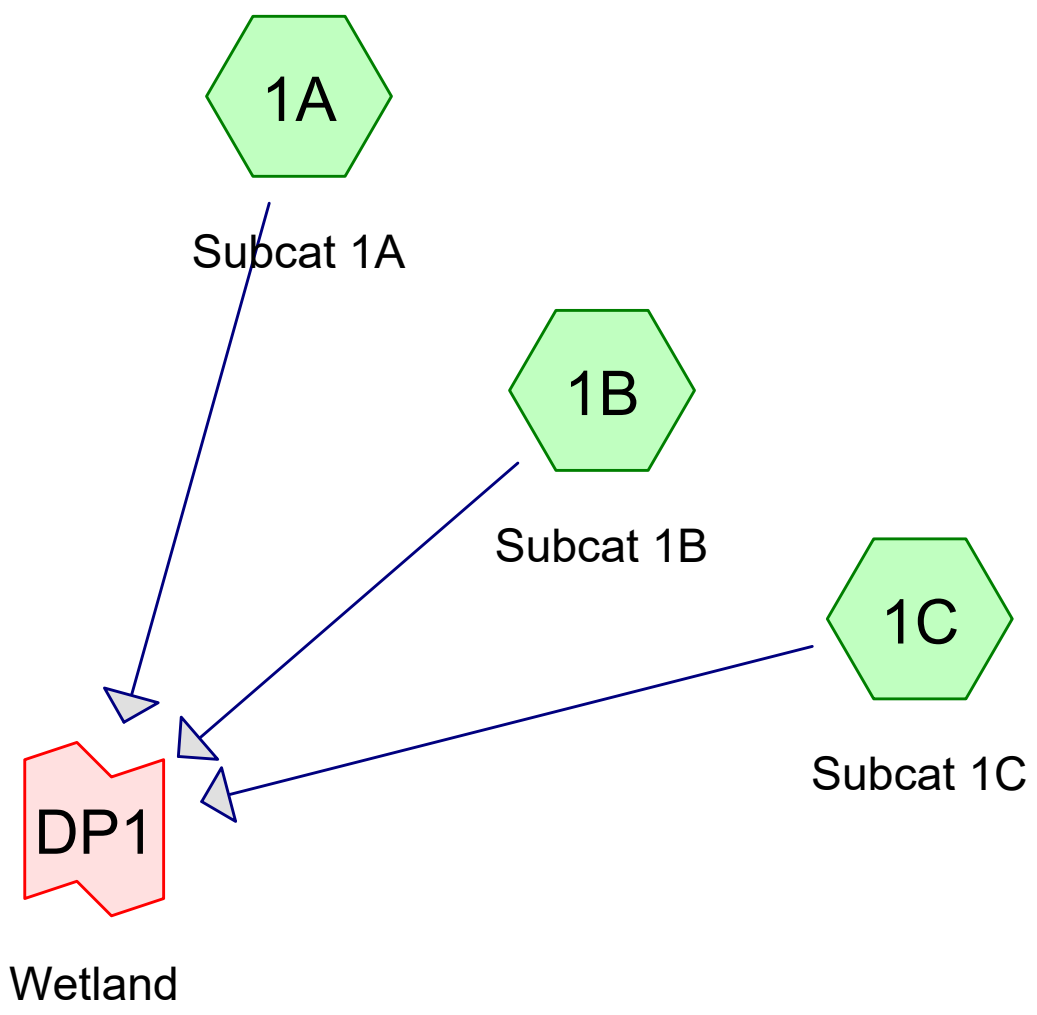 1A
Subcat 1A
1B
Subcat 1B
1C
Subcat 1C
DP1
Wetland